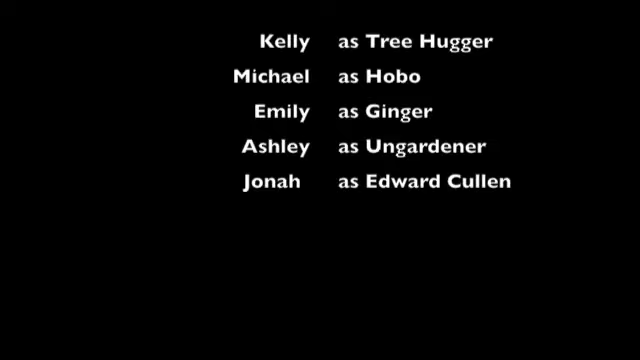 Kelly as Tree Hugger
Michael as Hobo
Emily as Ginger
Ashley as Ungardener
Jonah as Edward Cullen